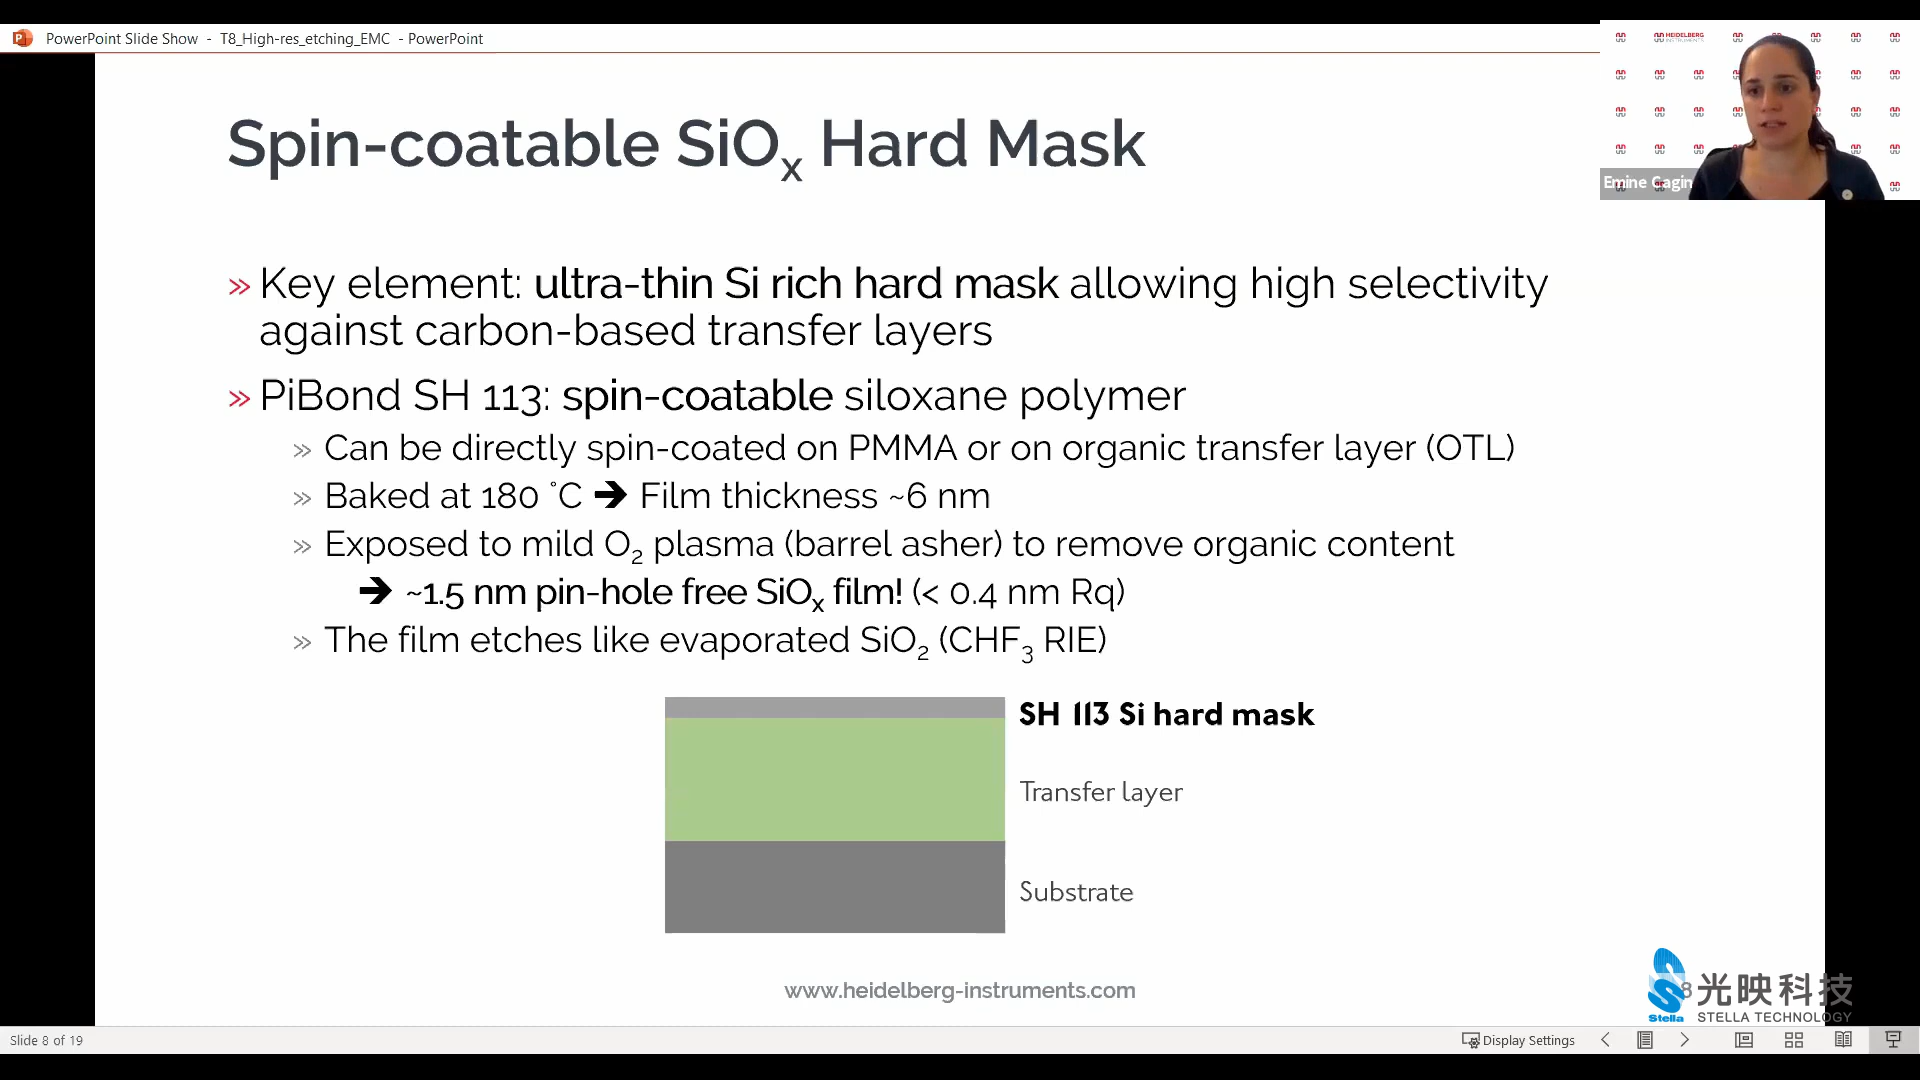 PowerPoint Slide Show - T8_High-res_etching_EMC - PowerPoint
HEIDELBERG
INSTRUMENTS
Emine Cagin
Spin-coatable SiOx Hard Mask
» Key element: ultra-thin Si rich hard mask allowing high selectivity
against carbon-based transfer layers
» PiBond SH 113: spin-coatable siloxane polymer
» Can be directly spin-coated on PMMA or on organic transfer layer (OTL)
» Baked at 180 °C ➔ Film thickness ~6 nm
» Exposed to mild O2 plasma (barrel asher) to remove organic content
➔ ~1.5 nm pin-hole free SiOx film! (< 0.4 nm Rq)
» The film etches like evaporated SiO2 (CHF3 RIE)
SH 113 Si hard mask
Transfer layer
Substrate
www.heidelberg-instruments.com
8
光映科技
Stella
STELLA TECHNOLOGY
Slide 8 of 19
Display Settings